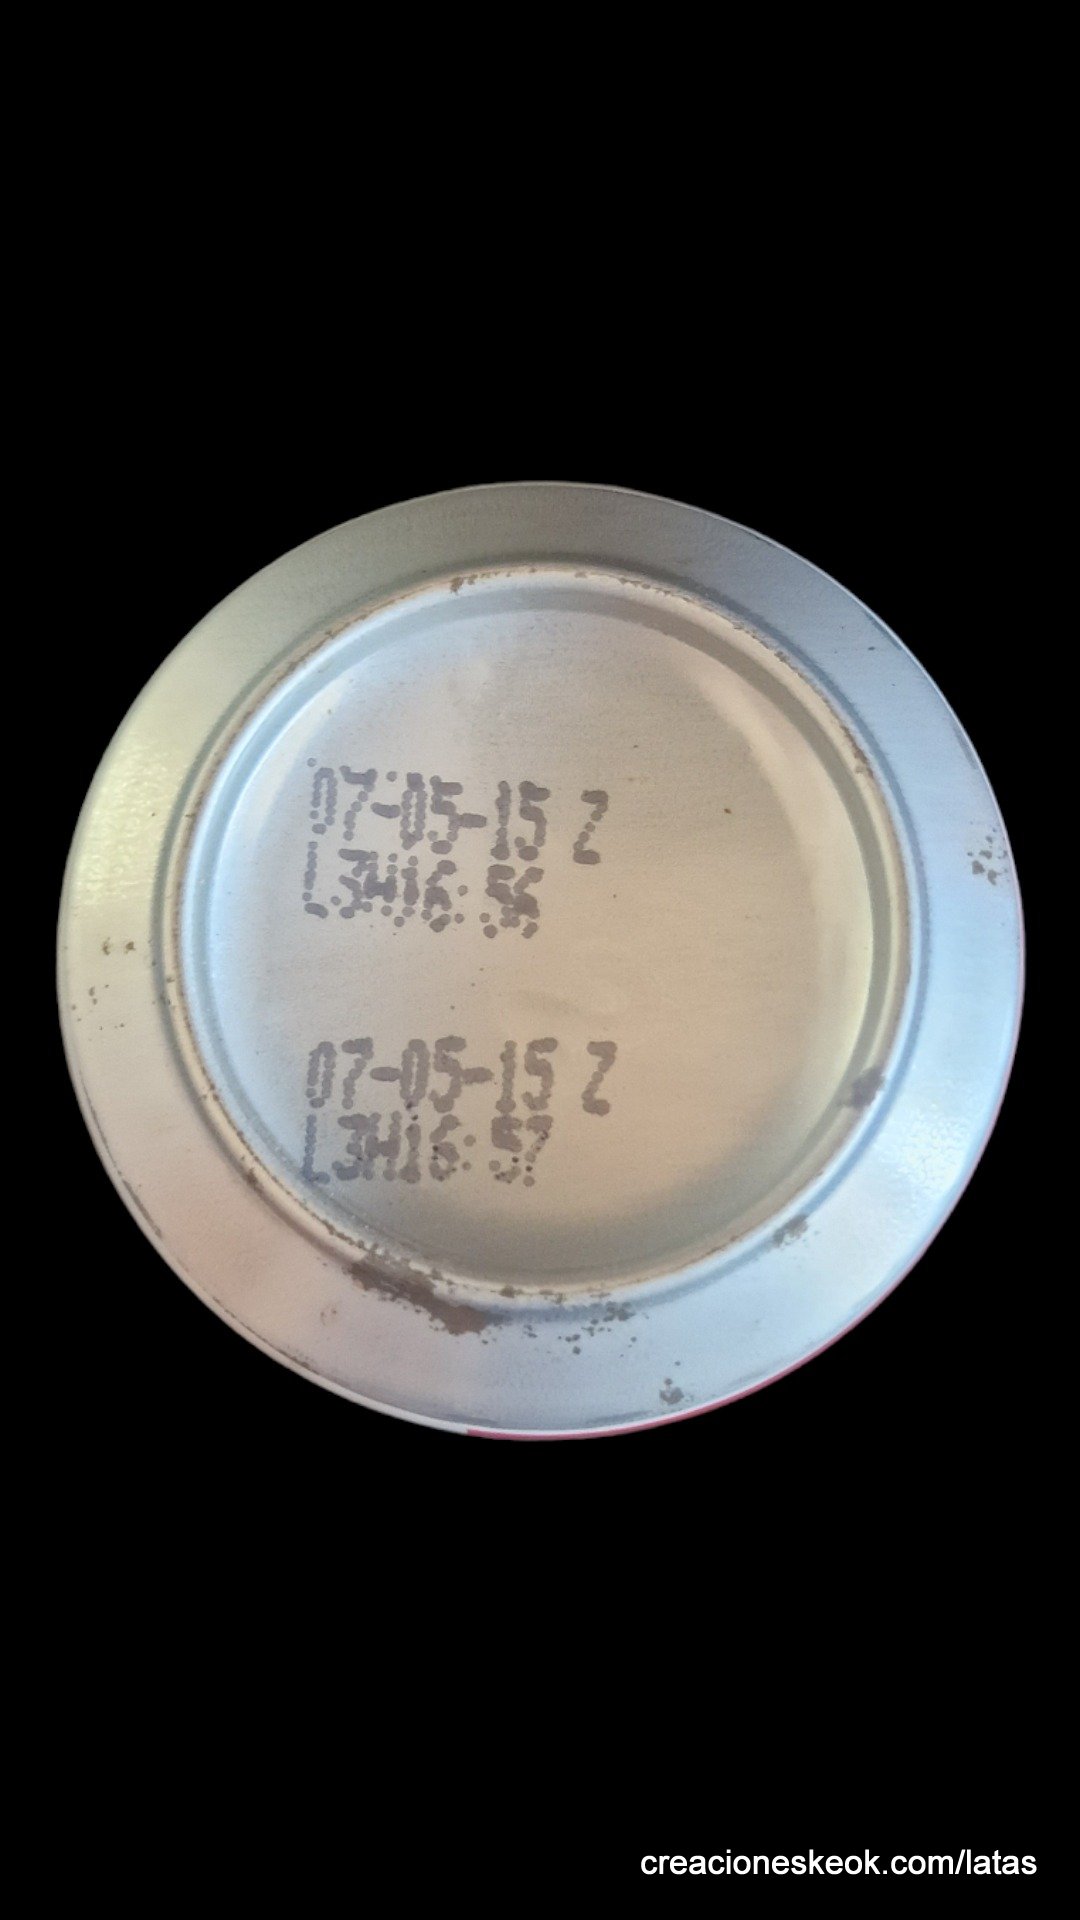 07-05-15 Z
L3H16:56
07-05-15 Z
L3H16:57
creacioneskeok.com/latas